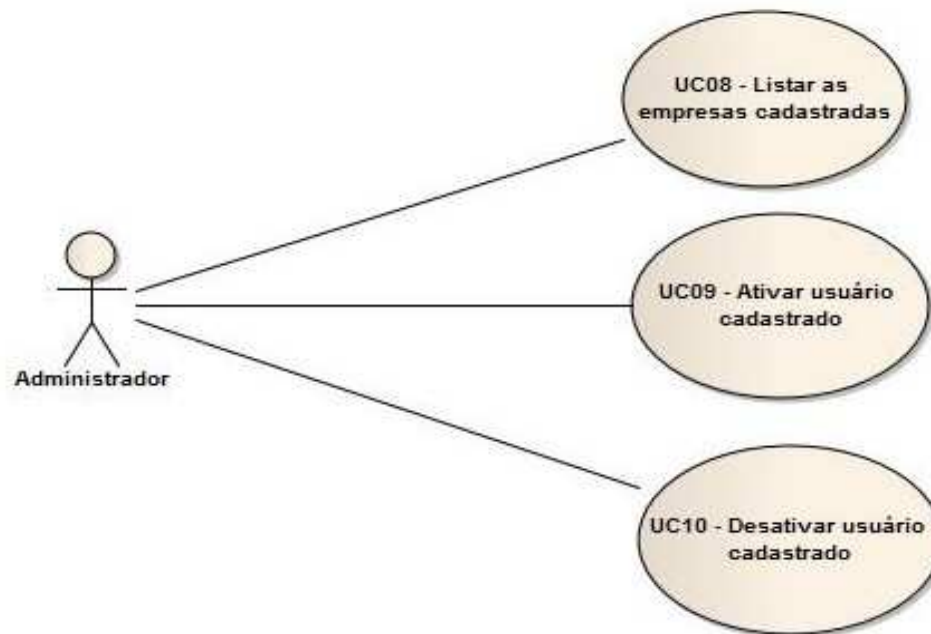 UC08 - Listar as
empresas cadastradas
UC09 - Ativar usuário
cadastrado
Administrador
UC10 - Desativar usuário
cadastrado